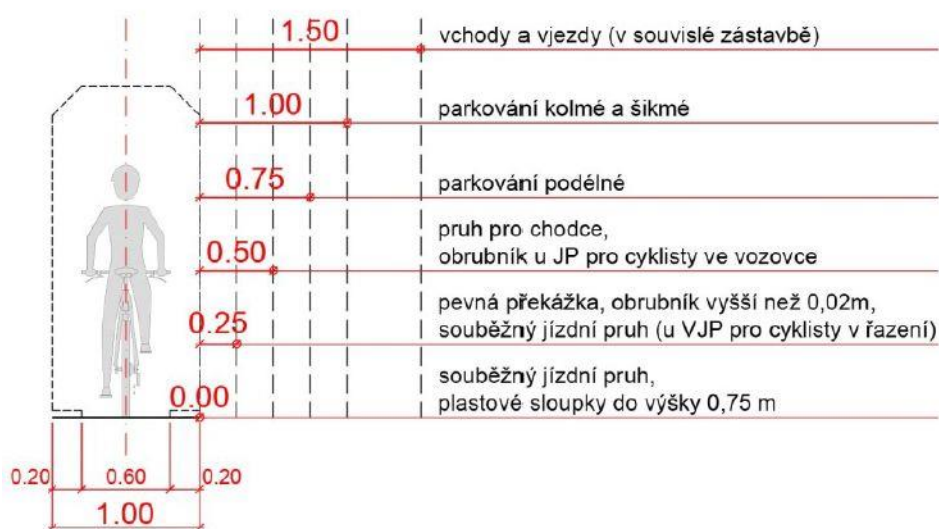 1.50 vchody a vjezdy (v souvislé zástavbě)
1.00 parkování kolmé a šikmé
0.75 parkování podélné
pruh pro chodce,
0.50 obrubník u JP pro cyklisty ve vozovce
pevná překážka, obrubník vyšší než 0,02m,
0.25 souběžný jízdní pruh (u VJP pro cyklisty v řazení)
souběžný jízdní pruh,
0.00 plastové sloupky do výšky 0,75 m
0.20 0.60 0.20
1.00